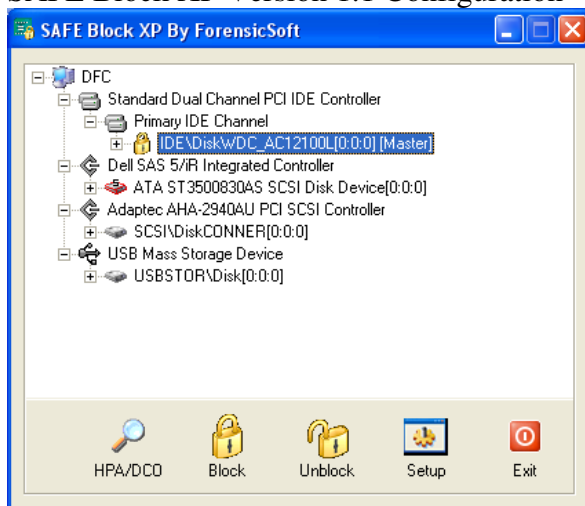 SAFE Block XP By ForensicSoft
DFC
Standard Dual Channel PCI IDE Controller
Primary IDE Channel
IDE\DiskWDC_AC12100L[0:0:0] [Master]
Dell SAS 5/iR Integrated Controller
ATA ST3500830AS SCSI Disk Device[0:0:0]
Adaptec AHA-2940AU PCI SCSI Controller
SCSI\DiskCONNER[0:0:0]
USB Mass Storage Device
USBSTOR\Disk[0:0:0]
HPA/DCO Block Unblock Setup Exit